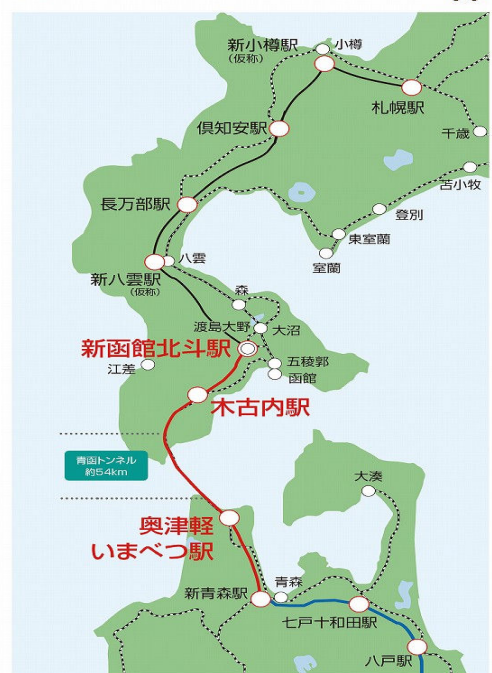 新小樽駅
(仮称)
小樽
札幌駅
倶知安駅
千歳
苫小牧
長万部駅
登別
東室蘭
室蘭
八雲
新八雲駅
(仮称)
森
渡島大野
大沼
新函館北斗駅
江差
五稜郭
函館
木古内駅
青函トンネル
約54km
大湊
奥津軽
いまべつ駅
新青森駅
青森
七戸十和田駅
八戸駅